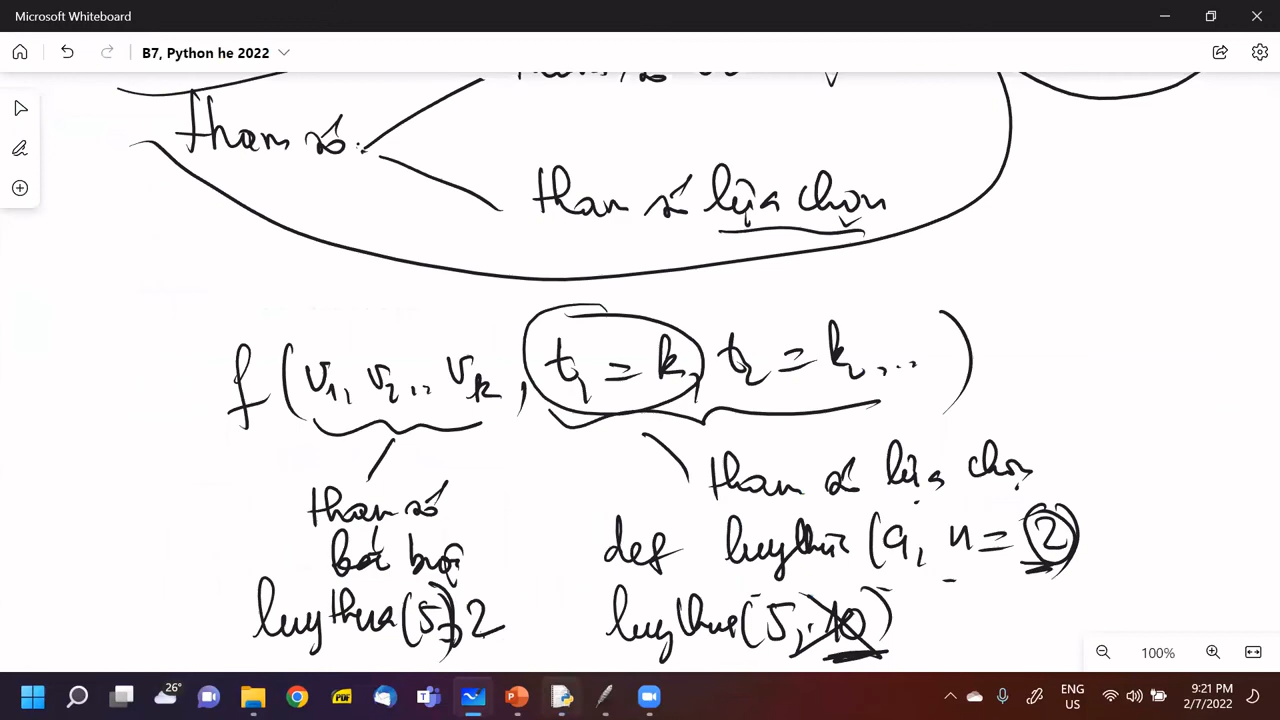 Microsoft Whiteboard
B7, Python he 2022
tham số
tham số lựa chọn
f(v1, v2 .. vk, t1 = k, t2 = k2, ...)
tham số lựa chọn
tham số
bắt buộc
def luythua (a, n = 2)
luythua(5) 2
luythua(5, 10)
100%
26°
ENG
US
9:21 PM
2/7/2022
PDF